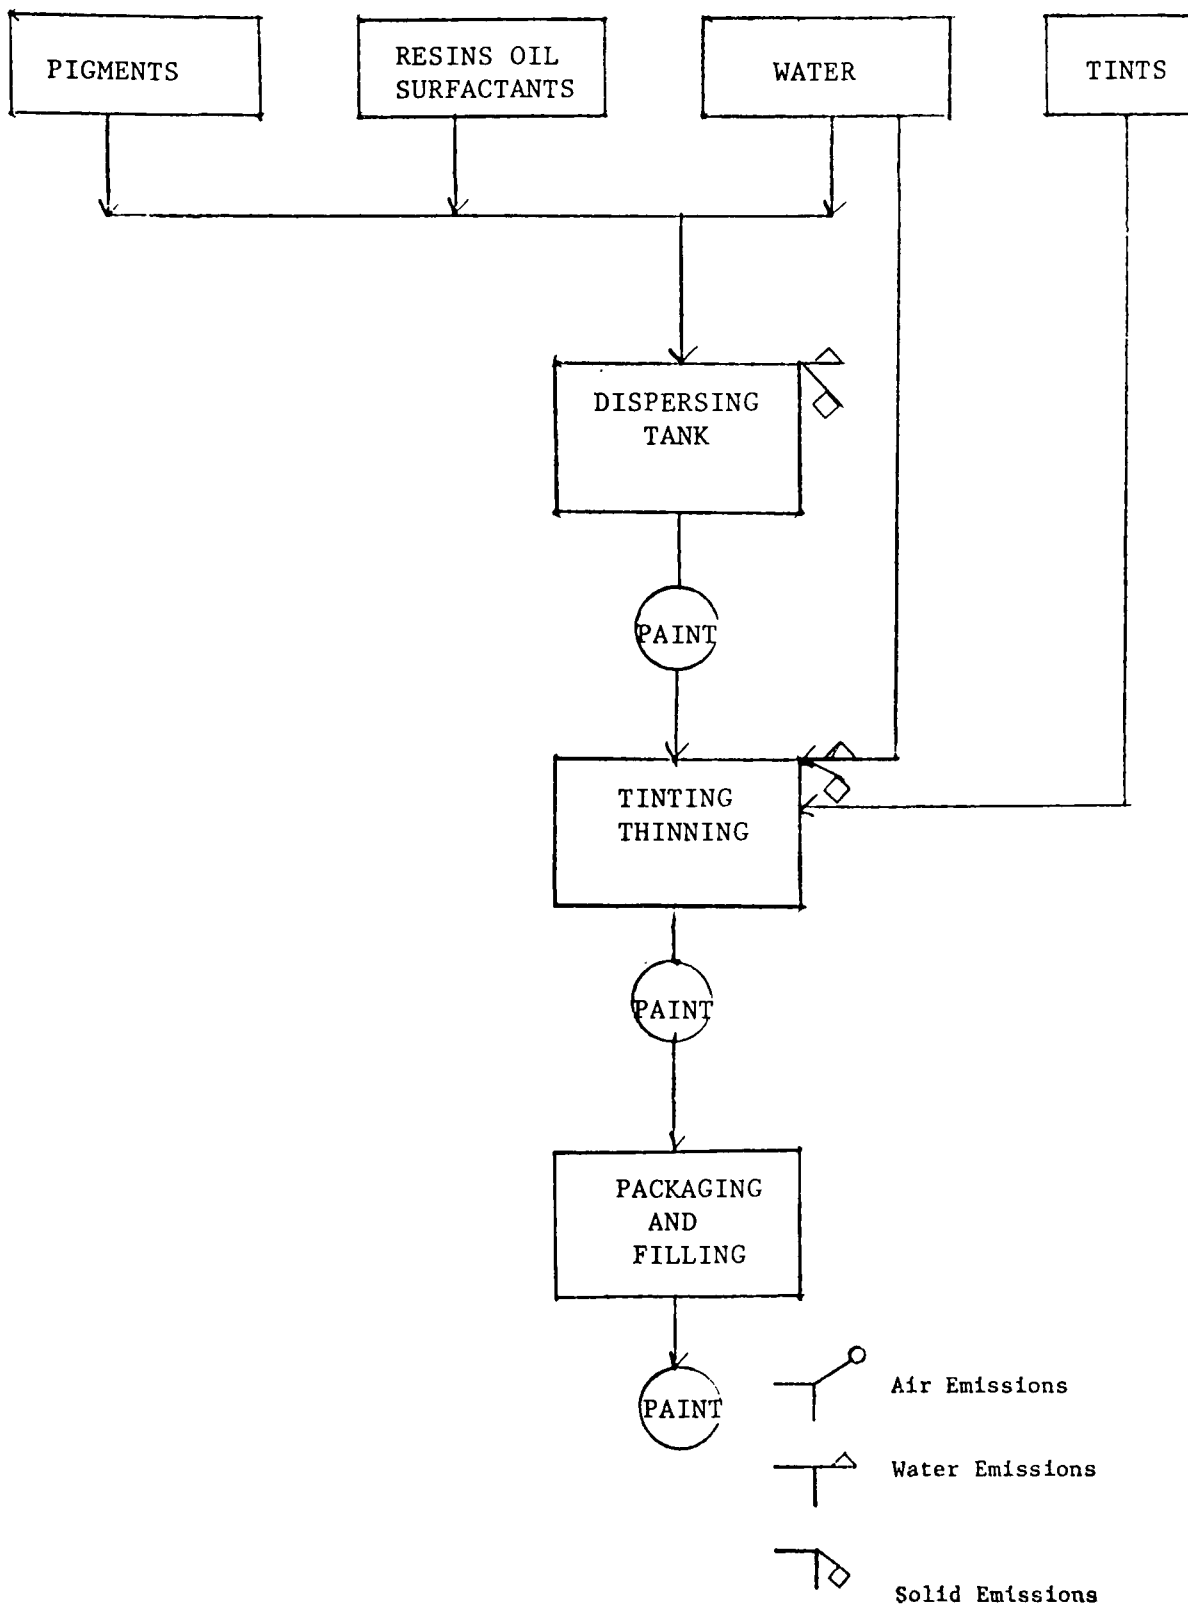 PIGMENTS
RESINS OIL
SURFACTANTS
WATER
TINTS
DISPERSING
TANK
PAINT
TINTING
THINNING
PAINT
PACKAGING
AND
FILLING
PAINT
Air Emissions
Water Emissions
Solid Emissions